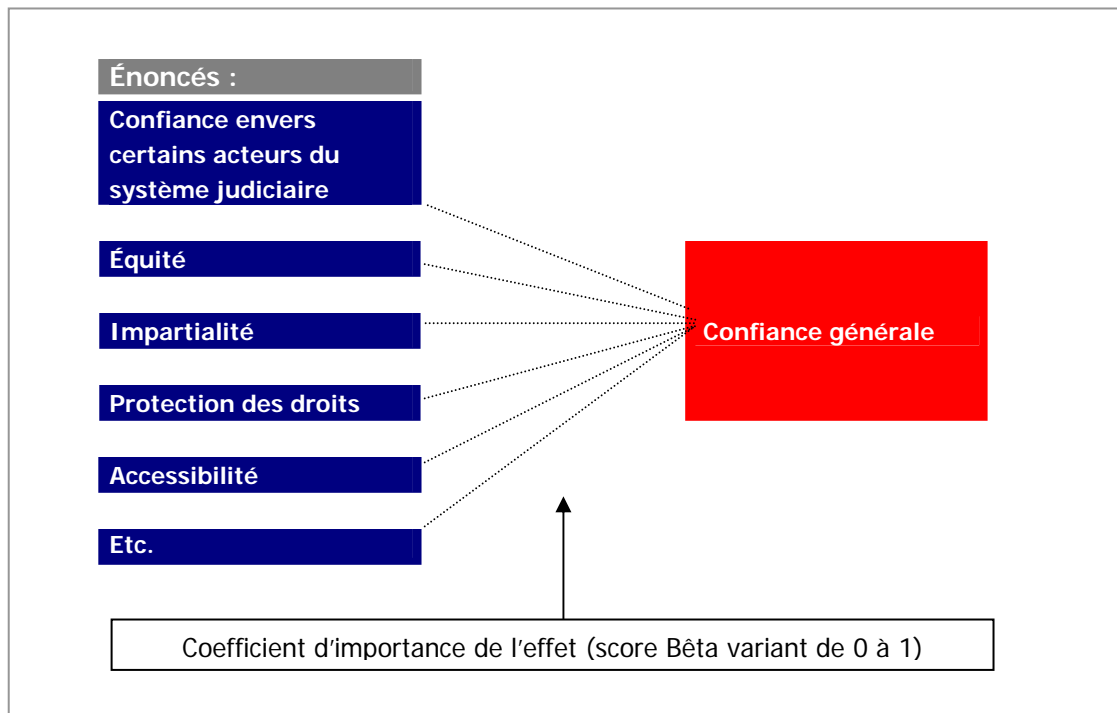 Énoncés :
Confiance envers
certains acteurs du
système judiciaire
Équité
Impartialité
Confiance générale
Protection des droits
Accessibilité
Etc.
Coefficient d'importance de l'effet (score Bêta variant de 0 à 1)